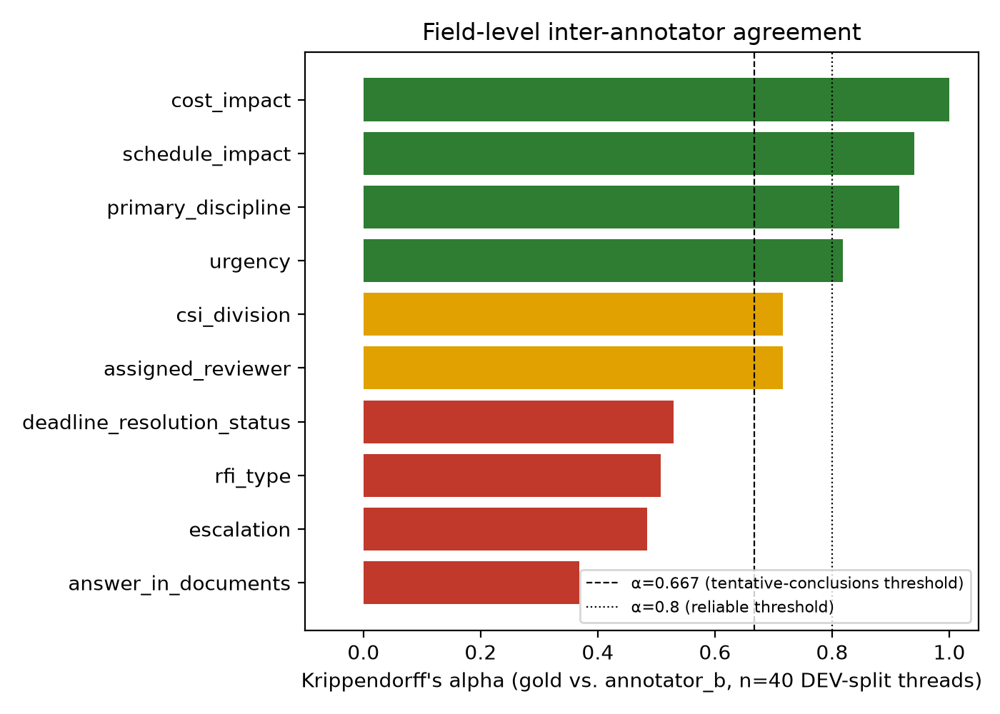 Field-level inter-annotator agreement
cost_impact
schedule_impact
primary_discipline
urgency
csi_division
assigned_reviewer
deadline_resolution_status
rfi_type
escalation
answer_in_documents
α=0.667 (tentative-conclusions threshold)
α=0.8 (reliable threshold)
0.0 0.2 0.4 0.6 0.8 1.0
Krippendorff's alpha (gold vs. annotator_b, n=40 DEV-split threads)